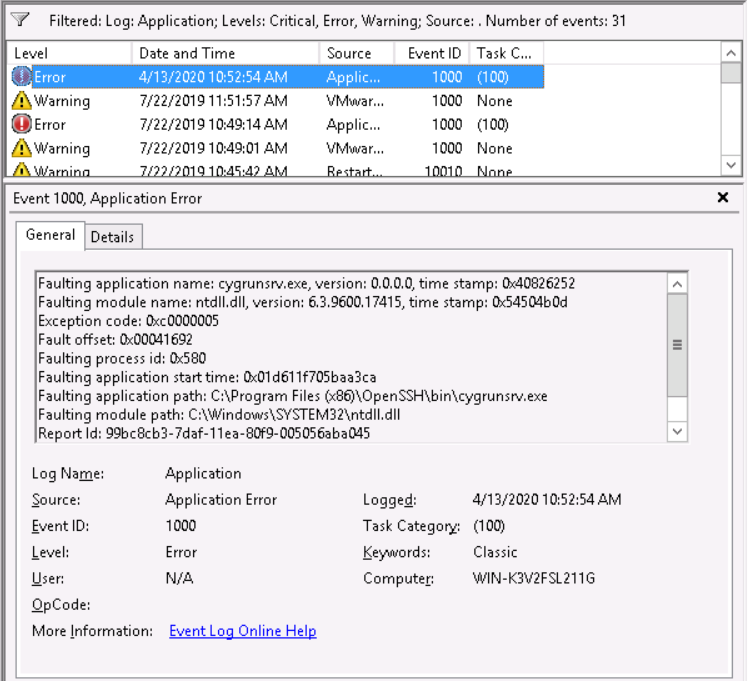 Filtered: Log: Application; Levels: Critical, Error, Warning; Source: . Number of events: 31
Level Date and Time Source Event ID Task C...
Error 4/13/2020 10:52:54 AM Applic... 1000 (100)
Warning 7/22/2019 11:51:57 AM VMwar... 1000 None
Error 7/22/2019 10:49:14 AM Applic... 1000 (100)
Warning 7/22/2019 10:49:01 AM VMwar... 1000 None
Warning 7/22/2019 10:45:42 AM Restart... 10010 None
Event 1000, Application Error
General Details
Faulting application name: cygrunsrv.exe, version: 0.0.0.0, time stamp: 0x40826252
Faulting module name: ntdll.dll, version: 6.3.9600.17415, time stamp: 0x54504b0d
Exception code: 0xc0000005
Fault offset: 0x00041692
Faulting process id: 0x580
Faulting application start time: 0x01d611f705baa3ca
Faulting application path: C:\Program Files (x86)\OpenSSH\bin\cygrunsrv.exe
Faulting module path: C:\Windows\SYSTEM32\ntdll.dll
Report Id: 99bc8cb3-7daf-11ea-80f9-005056aba045
Log Name: Application
Source: Application Error Logged: 4/13/2020 10:52:54 AM
Event ID: 1000 Task Category: (100)
Level: Error Keywords: Classic
User: N/A Computer: WIN-K3V2FSL211G
OpCode:
More Information: Event Log Online Help